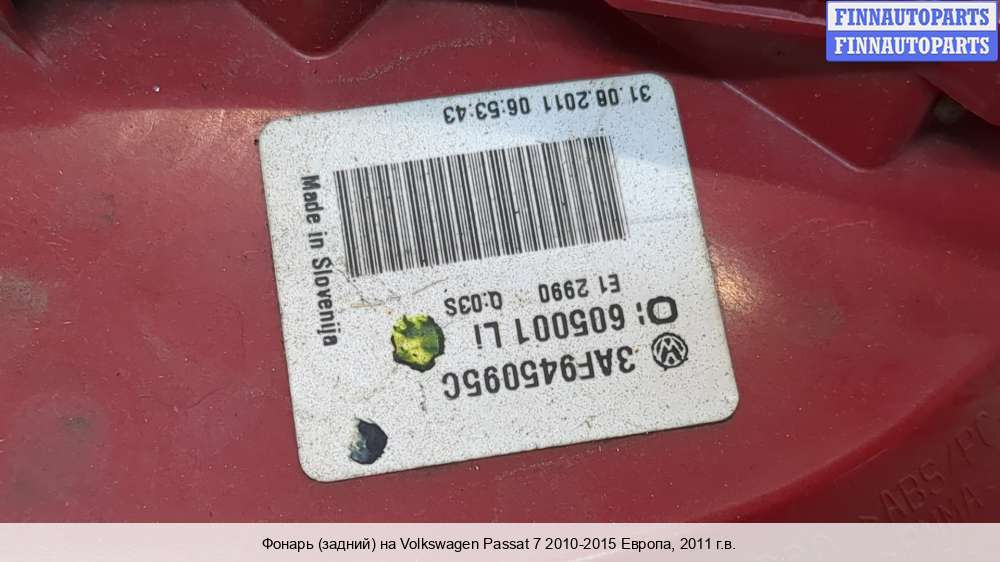 FINNAUTOPARTS
FINNAUTOPARTS
3AF945095C
O: 605001 Li
E1 2990 Q:03S
31.08.2011 06:53:43
Made in Slovenija
>ABS/PC
Фонарь (задний) на Volkswagen Passat 7 2010-2015 Европа, 2011 г.в.